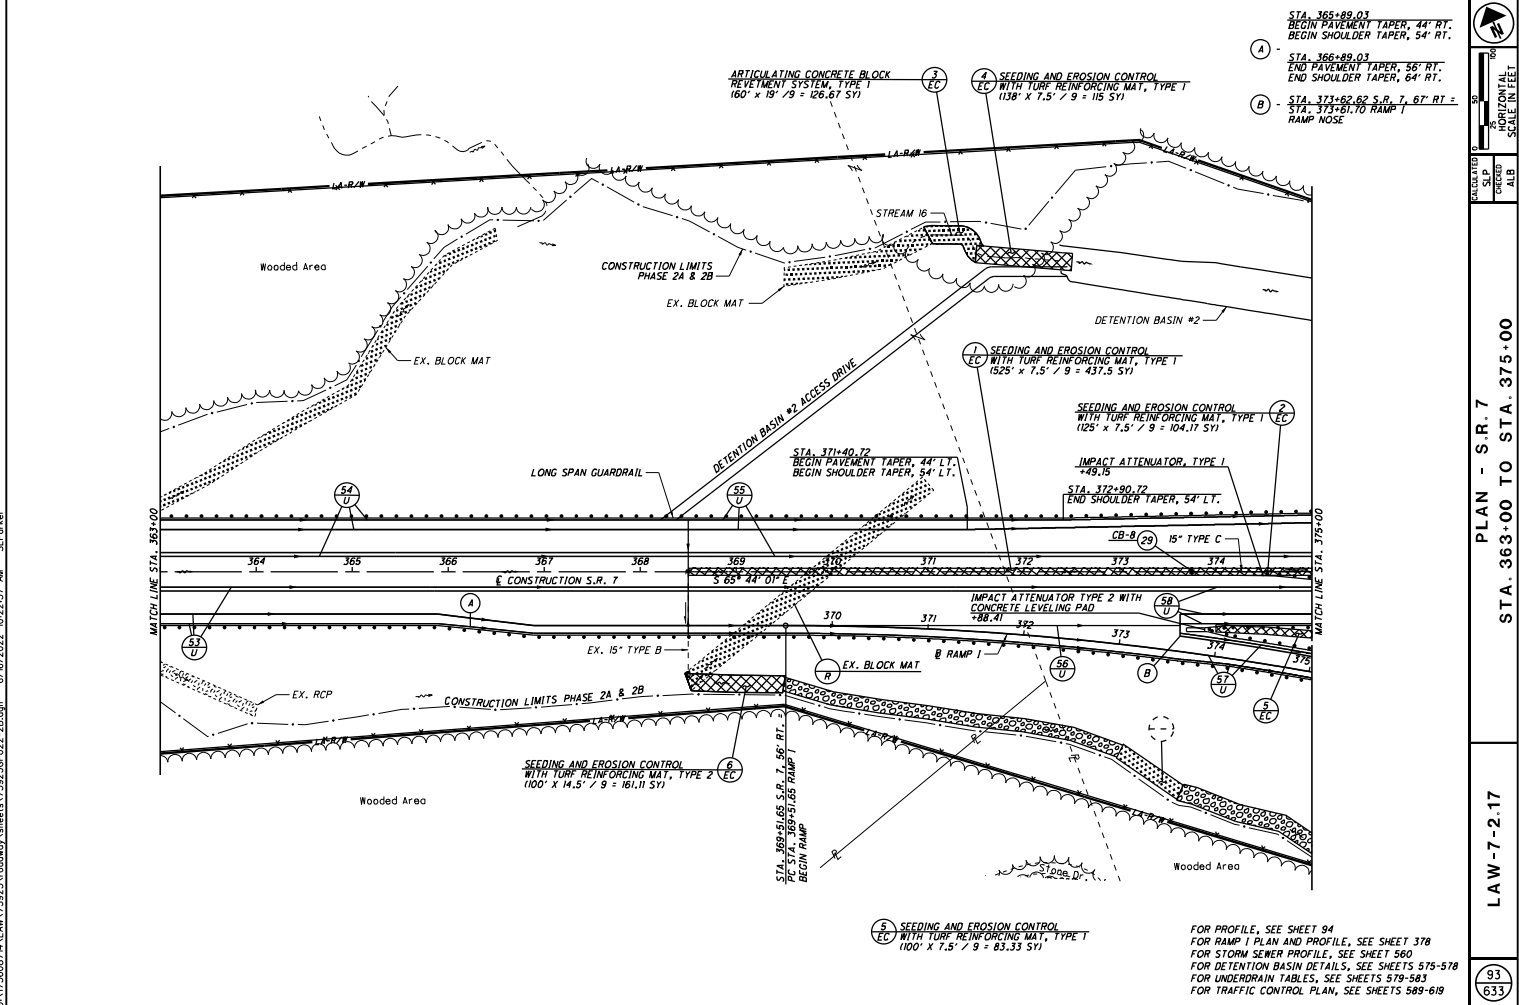 STA. 365+89.03
BEGIN PAVEMENT TAPER, 44' RT.
BEGIN SHOULDER TAPER, 54' RT.
A -
STA. 366+89.03
END PAVEMENT TAPER, 56' RT.
END SHOULDER TAPER, 64' RT.
B - STA. 373+62.62 S.R. 7, 67' RT =
STA. 373+61.70 RAMP 1
RAMP NOSE
ARTICULATING CONCRETE BLOCK
REVETMENT SYSTEM, TYPE 1
(60' x 19' /9 = 126.67 SY)
3
EC
4
EC
SEEDING AND EROSION CONTROL
WITH TURF REINFORCING MAT, TYPE 1
(138' X 7.5' / 9 = 115 SY)
LA-R/W
LA-R/W
LA-R/W
STREAM 16
Wooded Area
CONSTRUCTION LIMITS
PHASE 2A & 2B
EX. BLOCK MAT
DETENTION BASIN #2
EX. BLOCK MAT
1
EC
SEEDING AND EROSION CONTROL
WITH TURF REINFORCING MAT, TYPE 1
(525' x 7.5' / 9 = 437.5 SY)
DETENTION BASIN #2 ACCESS DRIVE
SEEDING AND EROSION CONTROL
WITH TURF REINFORCING MAT, TYPE 1
(125' x 7.5' / 9 = 104.17 SY)
2
EC
STA. 371+40.72
BEGIN PAVEMENT TAPER, 44' LT.
BEGIN SHOULDER TAPER, 54' LT.
LONG SPAN GUARDRAIL
IMPACT ATTENUATOR, TYPE 1
+49.15
STA. 372+90.72
END SHOULDER TAPER, 54' LT.
54
U
55
U
MATCH LINE STA. 363+00
MATCH LINE STA. 375+00
CB-8 29 15" TYPE C
364 365 366 367 368 369 370 371 372 373 374
℄ CONSTRUCTION S.R. 7
S 65° 44' 01" E
IMPACT ATTENUATOR TYPE 2 WITH
CONCRETE LEVELING PAD
+88.41
58
U
A
370 371 372 373 374 375
53
U
EX. 15" TYPE B
RAMP 1
EX. BLOCK MAT
R
56
U
B
57
U
5
EC
EX. RCP
CONSTRUCTION LIMITS PHASE 2A & 2B
LA-R/W
LA-R/W
LA-R/W
LA-R/W
SEEDING AND EROSION CONTROL
WITH TURF REINFORCING MAT, TYPE 2
(100' X 14.5' / 9 = 161.11 SY)
6
EC
STA. 369+51.65 S.R. 7, 56' RT. =
PC STA. 369+51.65 RAMP 1
BEGIN RAMP
Wooded Area
PL
PL
PL
Stone Dr.
Wooded Area
5
EC
SEEDING AND EROSION CONTROL
WITH TURF REINFORCING MAT, TYPE 1
(100' X 7.5' / 9 = 83.33 SY)
FOR PROFILE, SEE SHEET 94
FOR RAMP 1 PLAN AND PROFILE, SEE SHEET 378
FOR STORM SEWER PROFILE, SEE SHEET 560
FOR DETENTION BASIN DETAILS, SEE SHEETS 575-578
FOR UNDERDRAIN TABLES, SEE SHEETS 579-583
FOR TRAFFIC CONTROL PLAN, SEE SHEETS 589-619
N
0 25 50 100
HORIZONTAL
SCALE IN FEET
CALCULATED
SLP
CHECKED
ALB
PLAN - S.R. 7
STA. 363+00 TO STA. 375+00
LAW-7-2.17
93
633